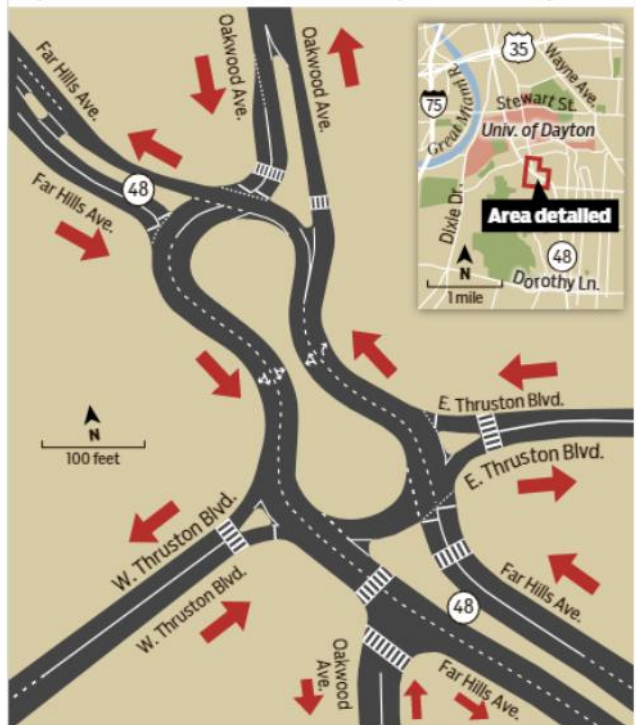 Far Hills Ave.
Oakwood Ave.
Oakwood Ave.
48
Far Hills Ave.
35
Wayne Ave.
75
Great Miami R.
Stewart St.
Univ. of Dayton
Dixie Dr.
Area detailed
48
N
Dorothy Ln.
1 mile
E. Thruston Blvd.
E. Thruston Blvd.
N
100 feet
W. Thruston Blvd.
W. Thruston Blvd.
48
Far Hills Ave.
Oakwood
Ave.
Far Hills Ave.